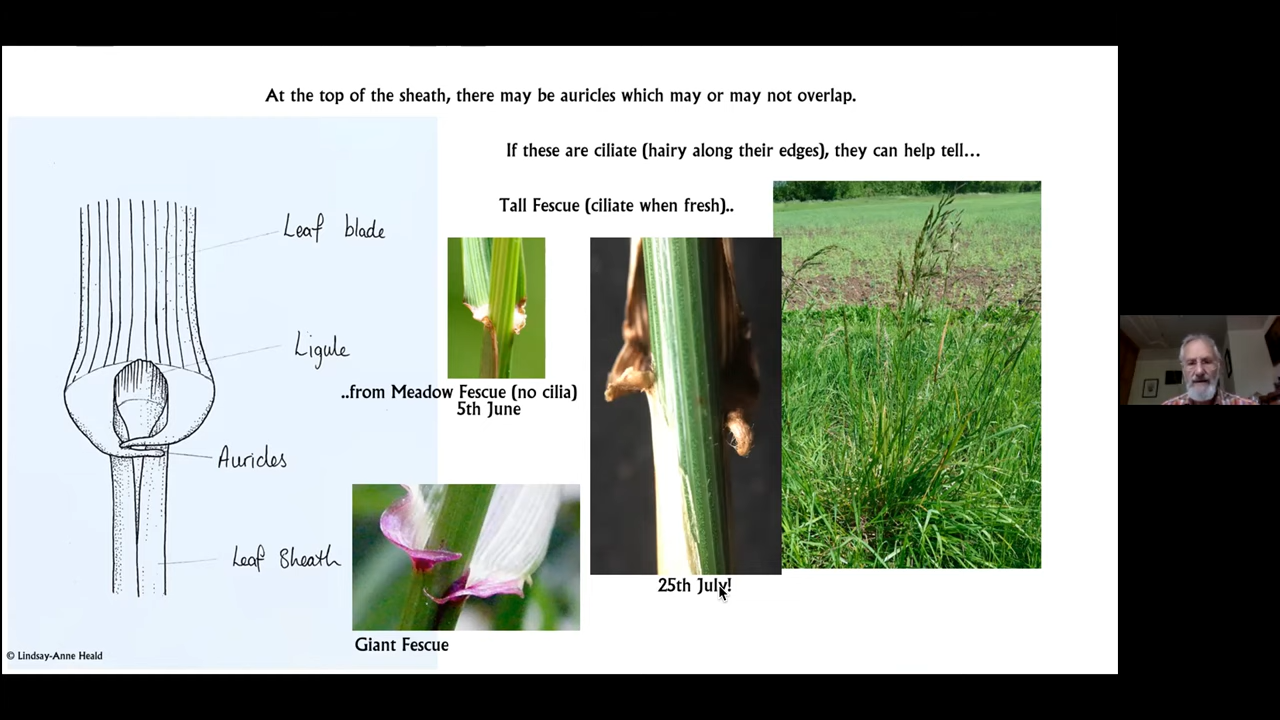 At the top of the sheath, there may be auricles which may or may not overlap.
If these are ciliate (hairy along their edges), they can help tell...
Tall Fescue (ciliate when fresh)..
Leaf blade
Ligule
..from Meadow Fescue (no cilia)
5th June
Auricles
Leaf Sheath
25th July!
Giant Fescue
© Lindsay-Anne Heald